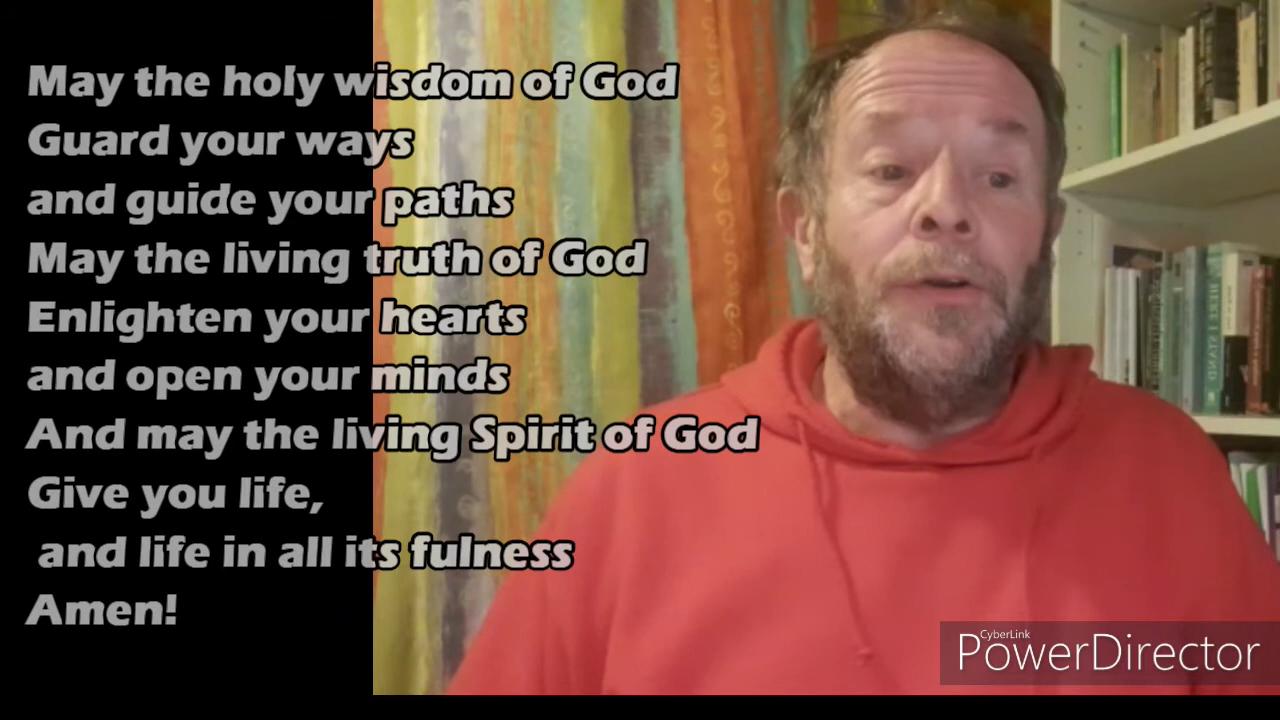 May the holy wisdom of God
Guard your ways
and guide your paths
May the living truth of God
Enlighten your hearts
and open your minds
And may the living Spirit of God
Give you life,
and life in all its fulness
Amen!
HERE I STAND
CyberLink
PowerDirector